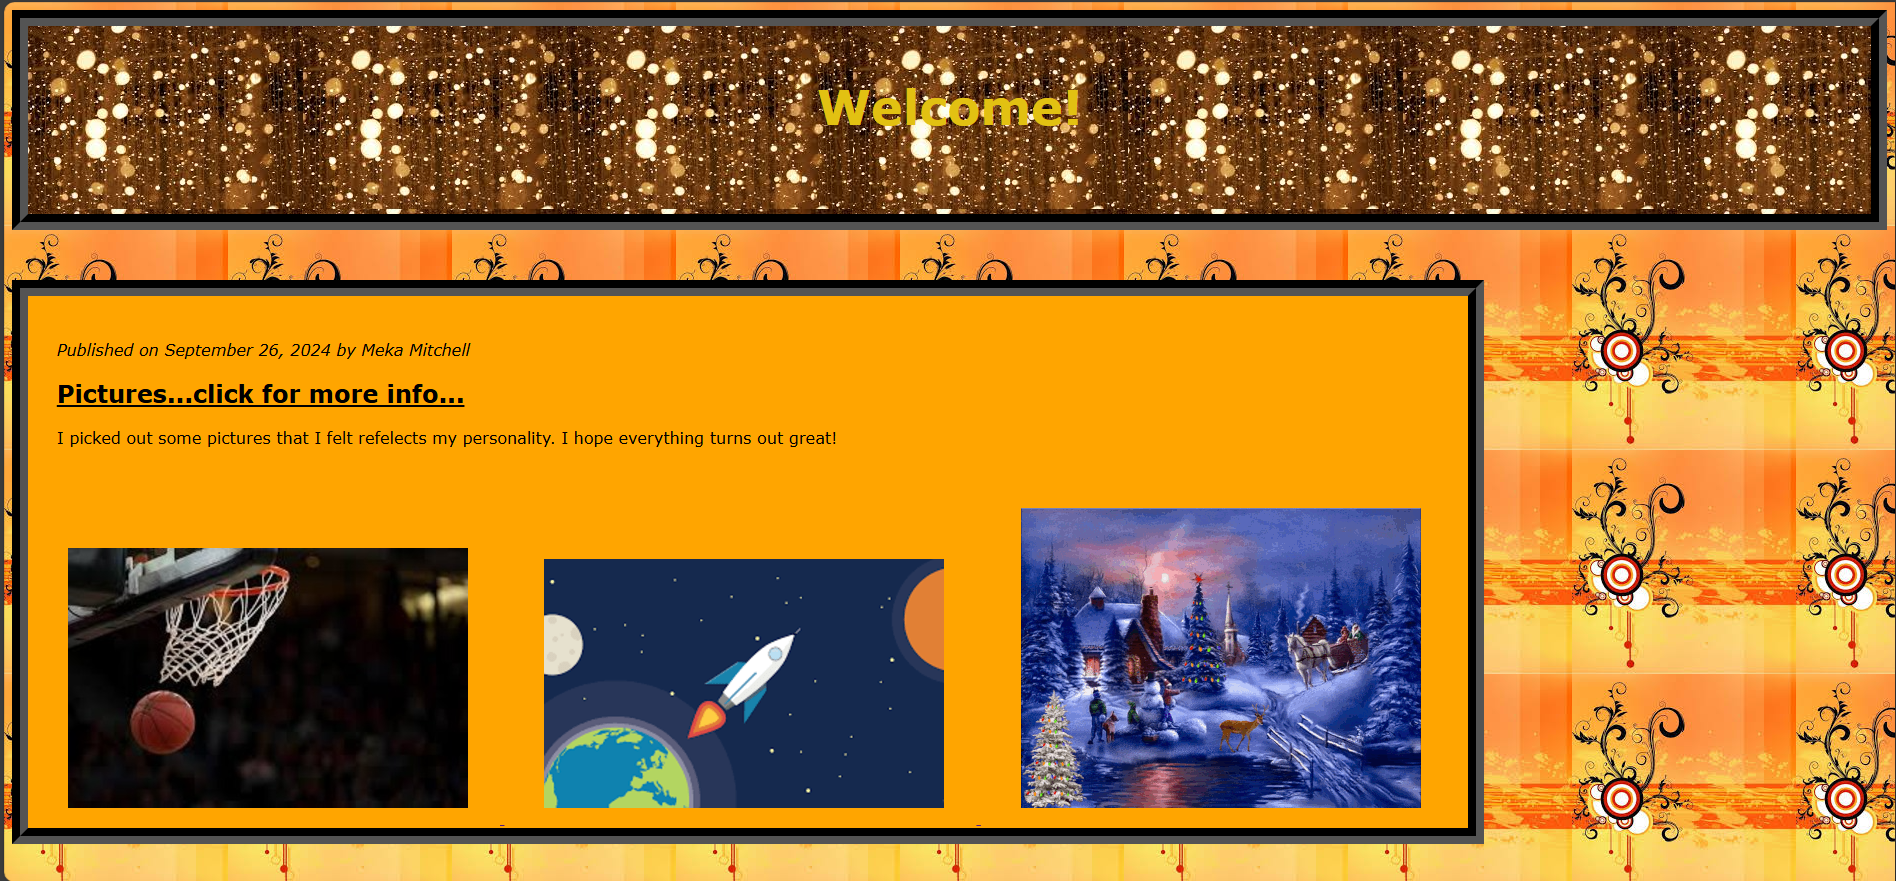 Welcome!
Published on September 26, 2024 by Meka Mitchell
Pictures...click for more info...
I picked out some pictures that I felt refelects my personality. I hope everything turns out great!